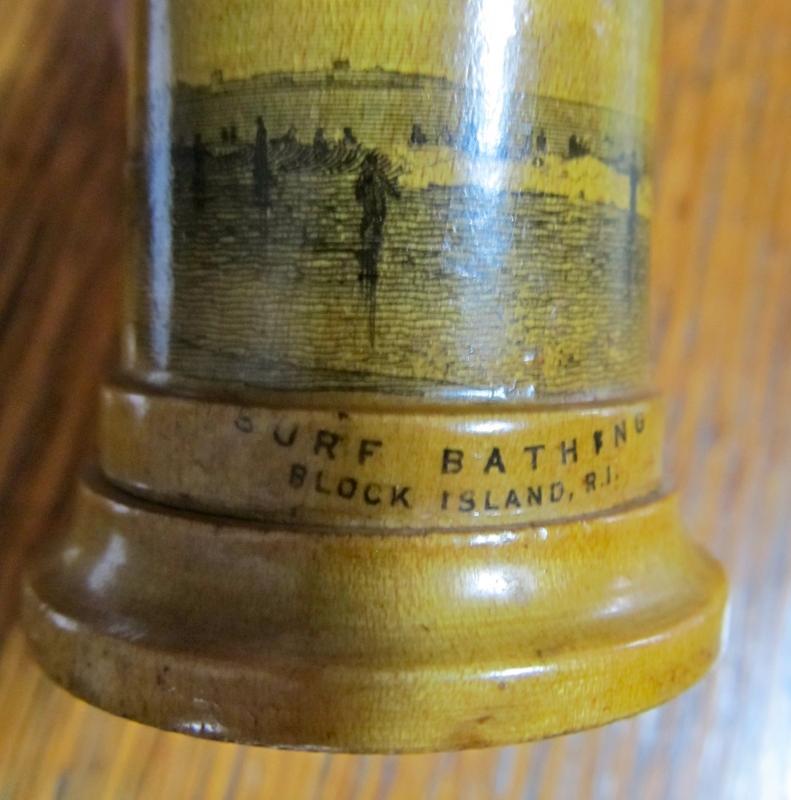 SURF BATHING
BLOCK ISLAND, R.I.